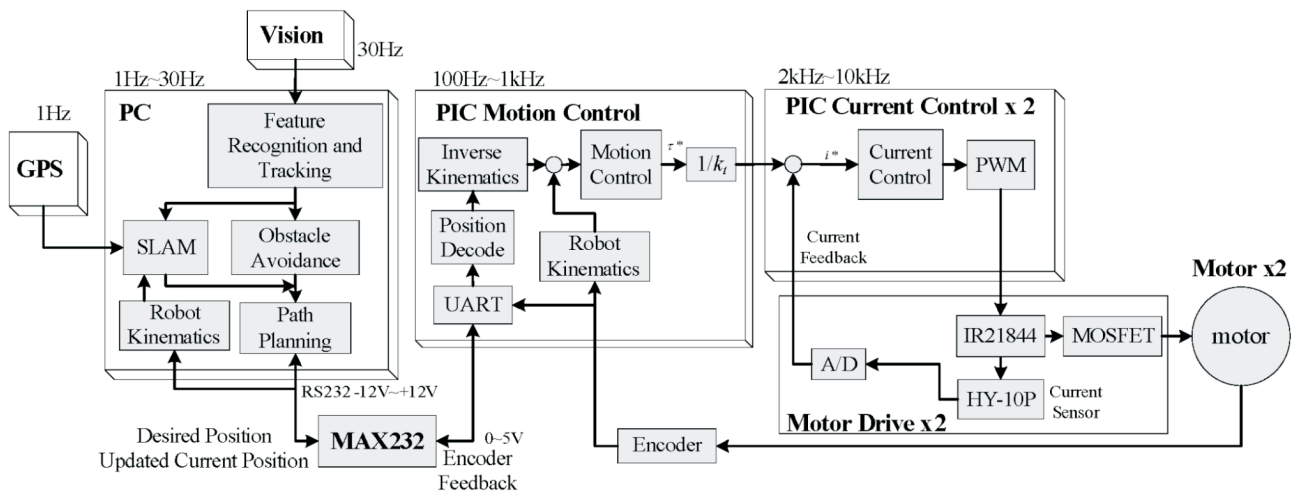 Vision
30Hz
1Hz~30Hz
PC
Feature
Recognition and
Tracking
1Hz
GPS
SLAM
Obstacle
Avoidance
Robot
Kinematics
Path
Planning
RS232 -12V~+12V
Desired Position
Updated Current Position
MAX232
0~5V
Encoder
Feedback
100Hz~1kHz
PIC Motion Control
Inverse
Kinematics
Motion
Control
τ*
1/kt
Position
Decode
Robot
Kinematics
UART
2kHz~10kHz
PIC Current Control x 2
i*
Current
Control
PWM
Current
Feedback
Motor x2
motor
IR21844
MOSFET
A/D
HY-10P
Current
Sensor
Motor Drive x2
Encoder